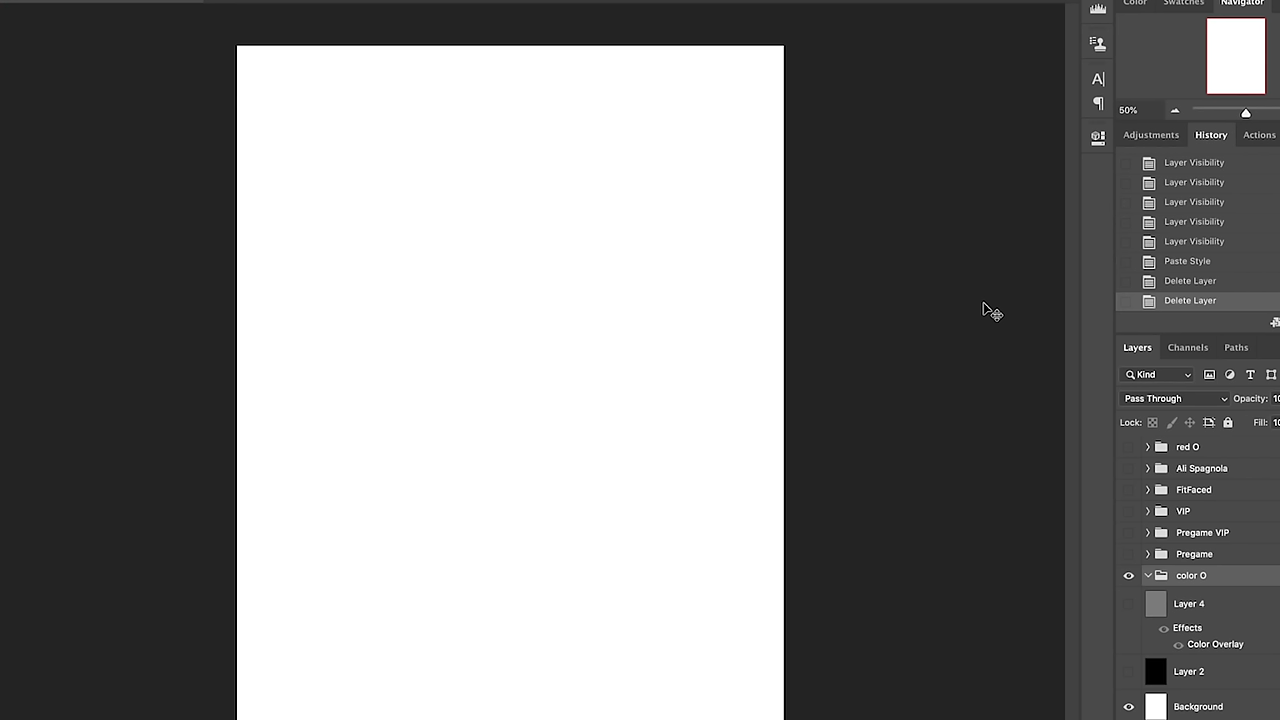 Color Swatches Navigator
50%
Adjustments History Actions
Layer Visibility
Layer Visibility
Layer Visibility
Layer Visibility
Layer Visibility
Paste Style
Delete Layer
Delete Layer
Layers Channels Paths
Kind
Pass Through Opacity: 10
Lock: Fill: 10
red O
Ali Spagnola
FitFaced
VIP
Pregame VIP
Pregame
color O
Layer 4
Effects
Color Overlay
Layer 2
Background